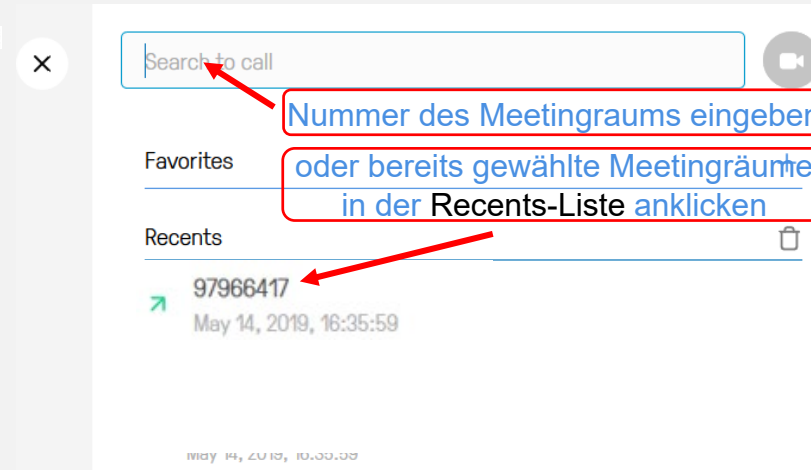 Search to call
Nummer des Meetingraums eingeben
Favorites
oder bereits gewählte Meetingräume
in der Recents-Liste anklicken
Recents
97966417
May 14, 2019, 16:35:59
May 14, 2019, 16:35:59